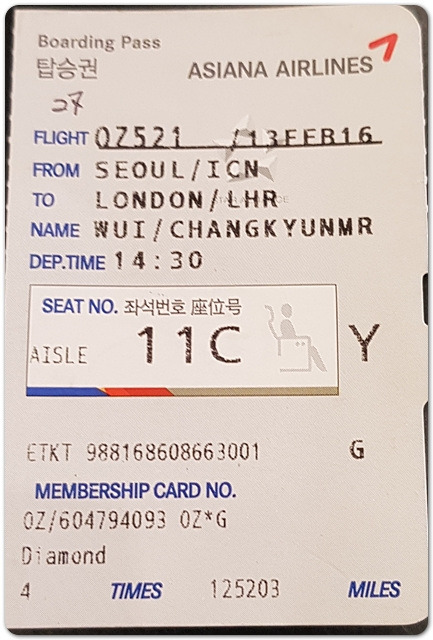 Boarding Pass
탑승권
ASIANA AIRLINES
27
FLIGHT OZ521 /13FEB16
FROM SEOUL/ICN
TO LONDON/LHR
NAME WUI/CHANGKYUNMR
DEP.TIME 14:30
SEAT NO. 좌석번호 座位号
AISLE 11C Y
ETKT 988168608663001 G
MEMBERSHIP CARD NO.
OZ/604794093 OZ*G
Diamond
4 TIMES 125203 MILES